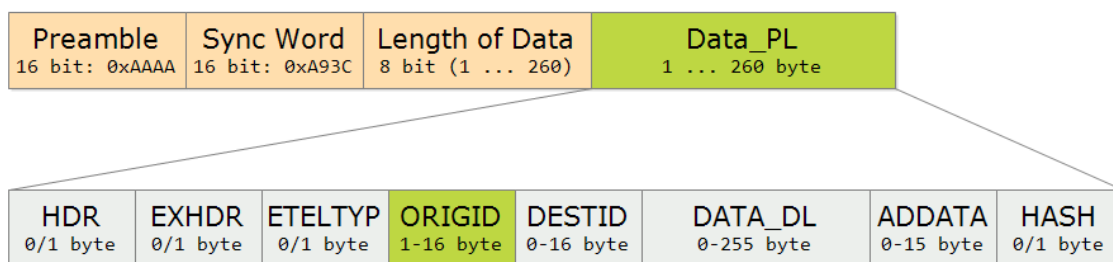 Preamble
16 bit: 0xAAAA
Sync Word
16 bit: 0xA93C
Length of Data
8 bit (1 ... 260)
Data_PL
1 ... 260 byte
HDR
0/1 byte
EXHDR
0/1 byte
ETELTYP
0/1 byte
ORIGID
1-16 byte
DESTID
0-16 byte
DATA_DL
0-255 byte
ADDATA
0-15 byte
HASH
0/1 byte